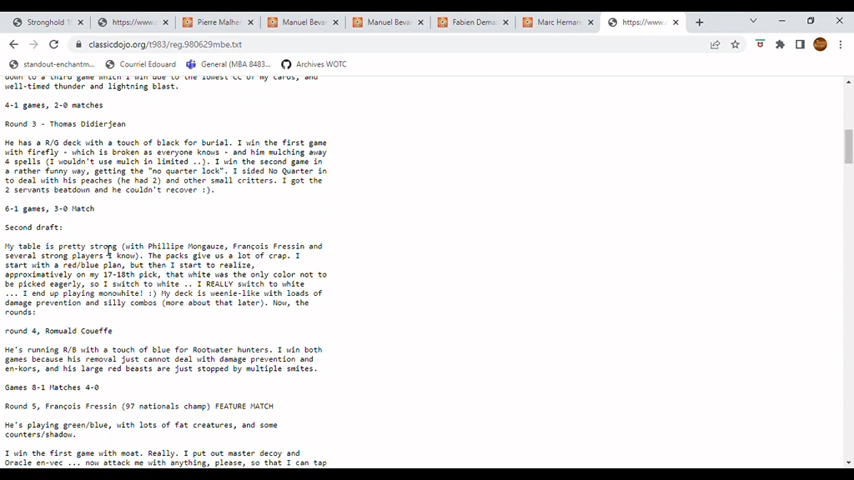 Stronghold 1
https://www.
Pierre Malher
Manuel Beva
Manuel Beva
Fabien Dema
Marc Hernan
https://www.
classicdojo.org/t983/reg.980629mbe.txt
standout-enchantm...
Courriel Edouard
General (MBA 8483...
Archives WOTC
down to a third game which I win due to the lowest CC of my cards, and
well-timed thunder and lightning blast.
4-1 games, 2-0 matches
Round 3 - Thomas Didierjean
He has a R/G deck with a touch of black for burial. I win the first game
with firefly - which is broken as everyone knows - and him mulching away
4 spells (I wouldn't use mulch in limited ..). I win the second game in
a rather funny way, getting the "no quarter lock". I sided No Quarter in
to deal with his peaches (he had 2) and other small critters. I got the
2 servants beatdown and he couldn't recover :).
6-1 games, 3-0 Match
Second draft:
My table is pretty strong (with Phillipe Mongauze, François Fressin and
several strong players I know). The packs give us a lot of crap. I
start with a red/blue plan, but then I start to realize,
approximatively on my 17-18th pick, that white was the only color not to
be picked eagerly, so I switch to white .. I REALLY switch to white
... I end up playing monowhite! :) My deck is weenie-like with loads of
damage prevention and silly combos (more about that later). Now, the
rounds:
round 4, Romuald Coueffe
He's running R/B with a touch of blue for Rootwater hunters. I win both
games because his removal just cannot deal with damage prevention and
en-kors, and his large red beasts are just stopped by multiple smites.
Games 8-1 Matches 4-0
Round 5, François Fressin (97 nationals champ) FEATURE MATCH
He's playing green/blue, with lots of fat creatures, and some
counters/shadow.
I win the first game with moat. Really. I put out master decoy and
Oracle en-vec ... now attack me with anything, please, so that I can tap